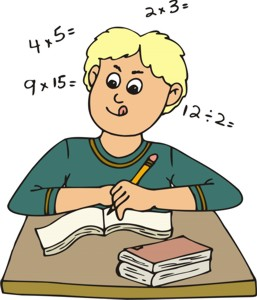 2 x 3 =
4 x 5 =
9 x 15 =
12 ÷ 2 =